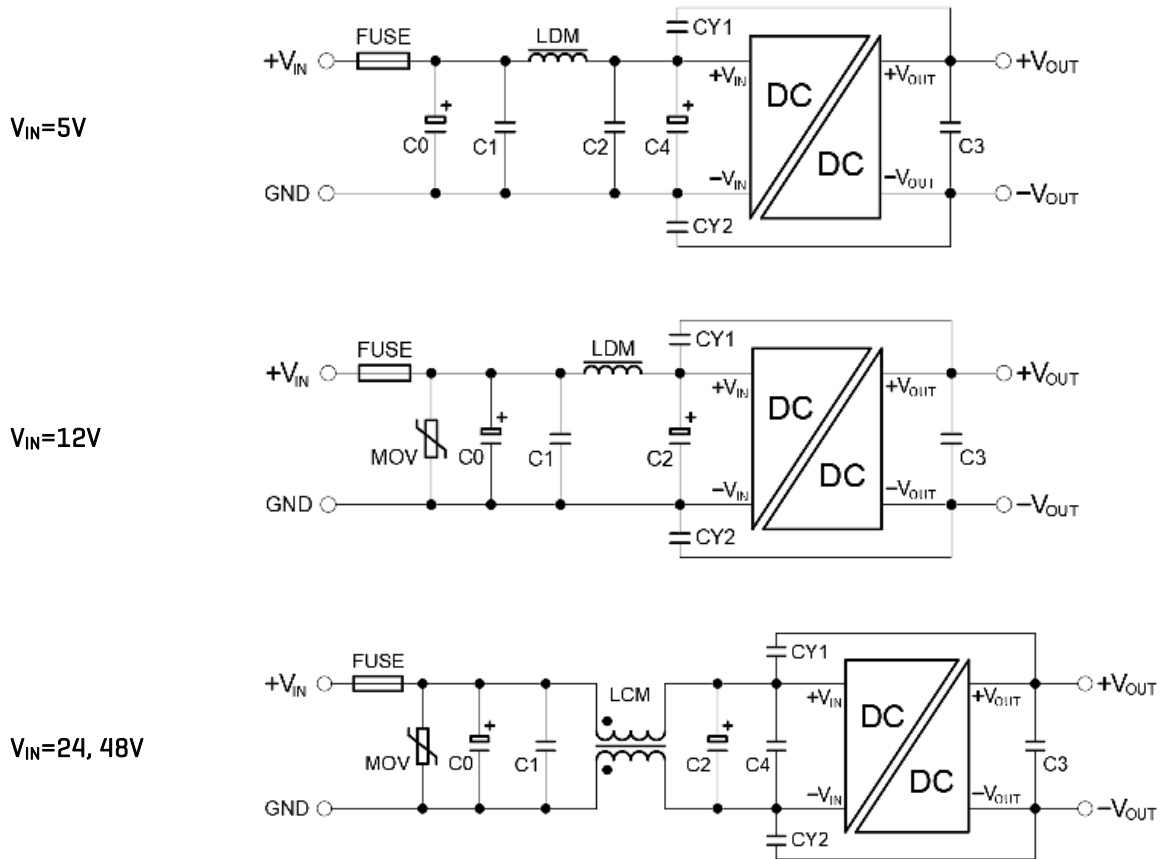 V_IN=5V
+V_IN
FUSE
LDM
CY1
+
+
C0
C1
C2
C4
+V_IN
DC
+V_OUT
+V_OUT
C3
GND
–V_IN
DC
–V_OUT
–V_OUT
CY2
V_IN=12V
+V_IN
FUSE
LDM
CY1
+
+
MOV
C0
C1
C2
+V_IN
DC
+V_OUT
+V_OUT
C3
GND
–V_IN
DC
–V_OUT
–V_OUT
CY2
V_IN=24, 48V
+V_IN
FUSE
LCM
CY1
+
+
MOV
C0
C1
C2
C4
+V_IN
DC
+V_OUT
+V_OUT
C3
GND
–V_IN
DC
–V_OUT
–V_OUT
CY2